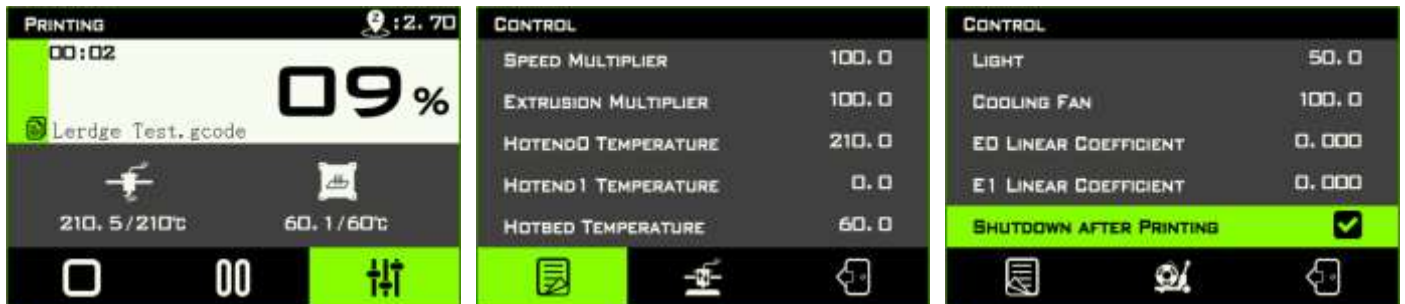 PRINTING
:2.70
00:02
09%
Lerdge Test.gcode
210.5/210℃
60.1/60℃
CONTROL
SPEED MULTIPLIER 100.0
EXTRUSION MULTIPLIER 100.0
HOTEND0 TEMPERATURE 210.0
HOTEND1 TEMPERATURE 0.0
HOTBED TEMPERATURE 60.0
CONTROL
LIGHT 50.0
COOLING FAN 100.0
E0 LINEAR COEFFICIENT 0.000
E1 LINEAR COEFFICIENT 0.000
SHUTDOWN AFTER PRINTING